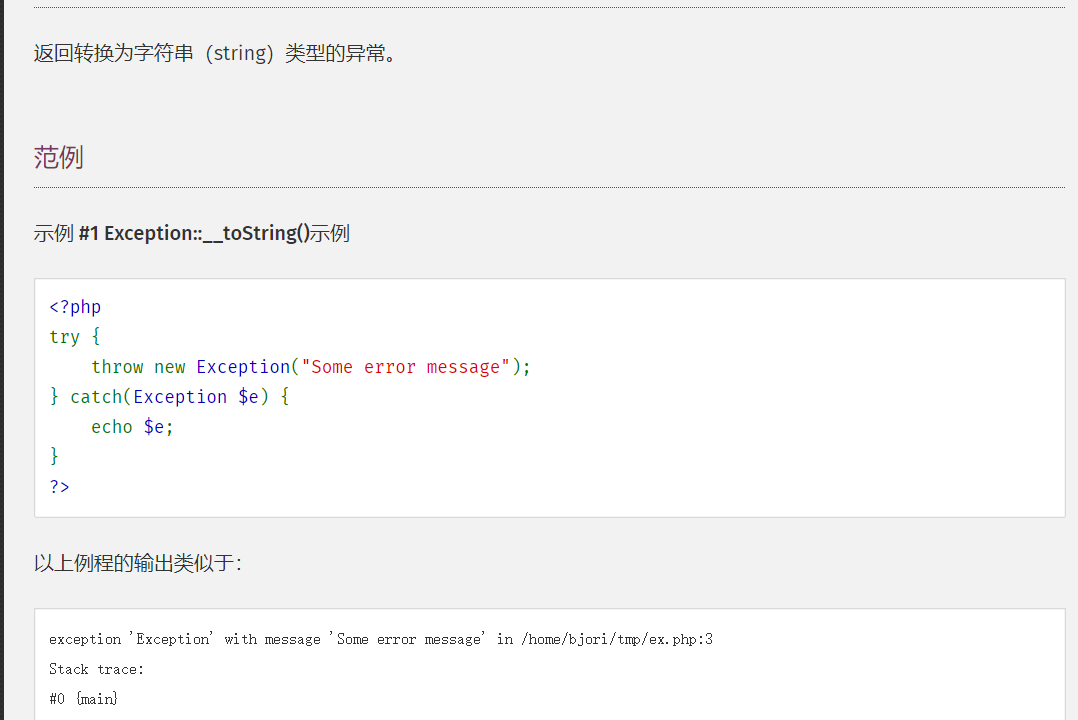 返回转换为字符串（string）类型的异常。
范例
示例 #1 Exception::__toString()示例
<?php
try {
    throw new Exception("Some error message");
} catch(Exception $e) {
    echo $e;
}
?>
以上例程的输出类似于：
exception 'Exception' with message 'Some error message' in /home/bjori/tmp/ex.php:3
Stack trace:
#0 {main}